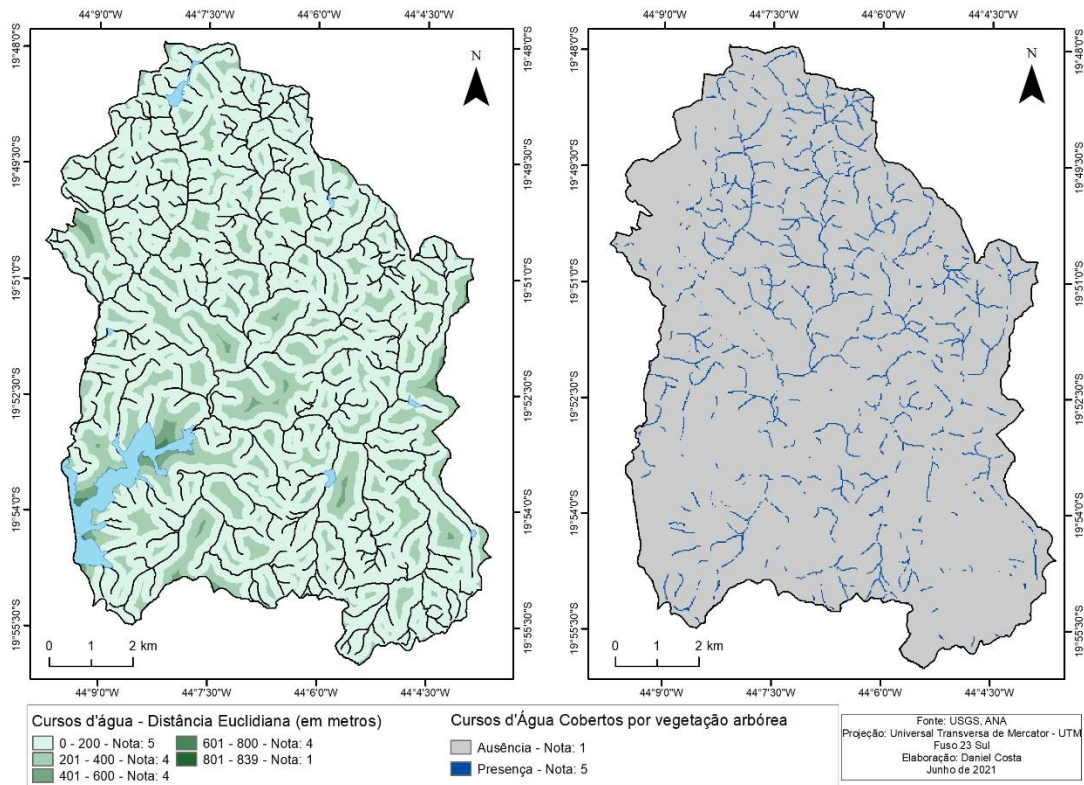 44°9'0"W 44°7'30"W 44°6'0"W 44°4'30"W
44°9'0"W 44°7'30"W 44°6'0"W 44°4'30"W
19°48'0"S
19°49'30"S
19°51'0"S
19°52'30"S
19°54'0"S
19°55'30"S
N
19°48'0"S
19°49'30"S
19°51'0"S
19°52'30"S
19°54'0"S
19°55'30"S
0 1 2 km
44°9'0"W 44°7'30"W 44°6'0"W 44°4'30"W
19°48'0"S
19°49'30"S
19°51'0"S
19°52'30"S
19°54'0"S
19°55'30"S
N
19°48'0"S
19°49'30"S
19°51'0"S
19°52'30"S
19°54'0"S
19°55'30"S
0 1 2 km
44°9'0"W 44°7'30"W 44°6'0"W 44°4'30"W
Cursos d'água - Distância Euclidiana (em metros)
0 - 200 - Nota: 5
201 - 400 - Nota: 4
401 - 600 - Nota: 4
601 - 800 - Nota: 4
801 - 839 - Nota: 1
Cursos d'Água Cobertos por vegetação arbórea
Ausência - Nota: 1
Presença - Nota: 5
Fonte: USGS, ANA
Projeção: Universal Transversa de Mercator - UTM
Fuso 23 Sul
Elaboração: Daniel Costa
Junho de 2021